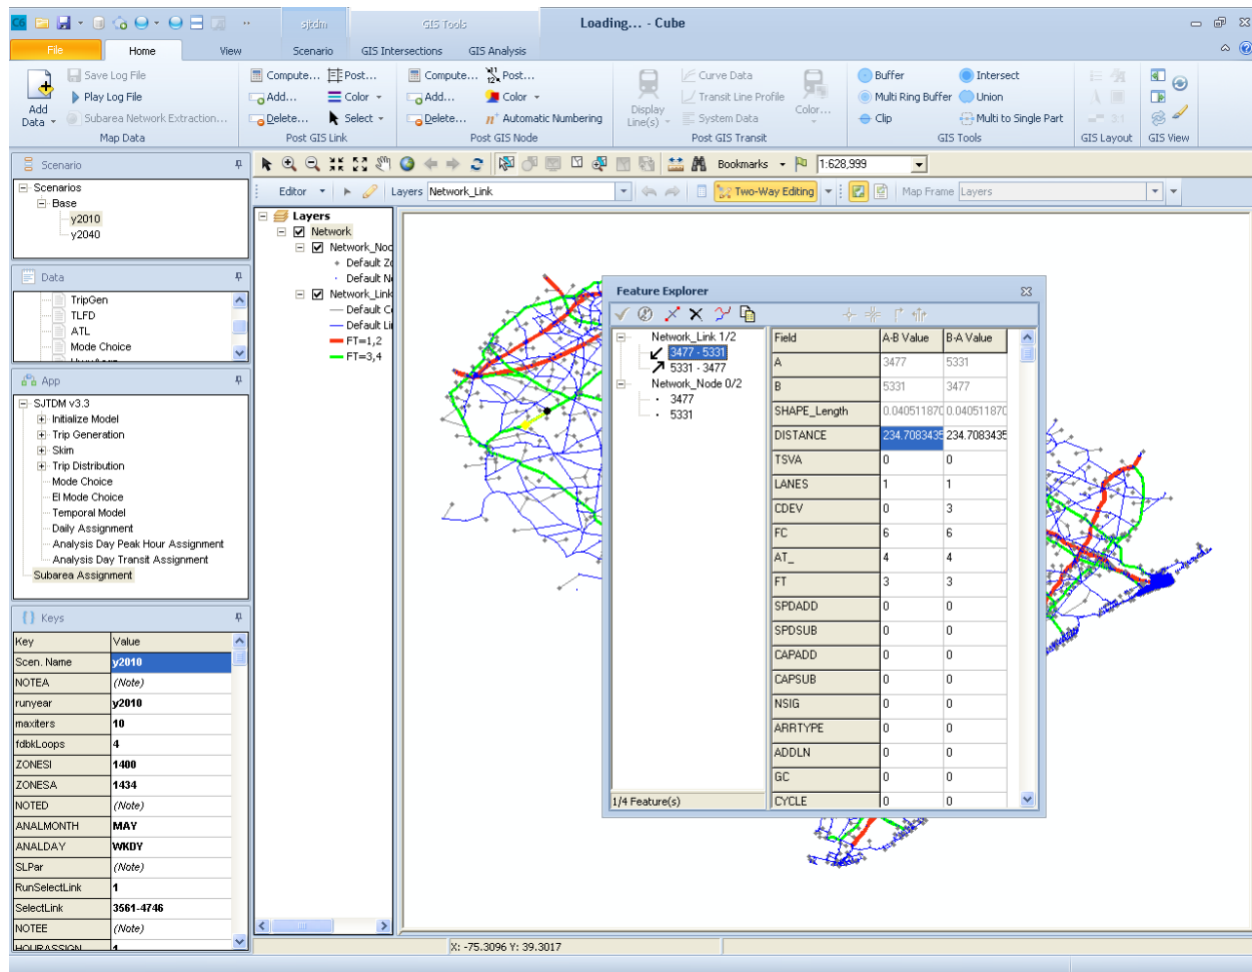 sjtdm GIS Tools Loading... - Cube
File Home View Scenario GIS Intersections GIS Analysis
Add Data
Save Log File
Play Log File
Subarea Network Extraction...
Map Data
Compute... Post...
Add... Color
Delete... Select
Post GIS Link
Compute... Post...
Add... Color
Delete... Automatic Numbering
Post GIS Node
Display Line(s)
Curve Data
Transit Line Profile
System Data
Color...
Post GIS Transit
Buffer Intersect
Multi Ring Buffer Union
Clip Multi to Single Part
GIS Tools
GIS Layout
GIS View
Scenario
Bookmarks 1:628,999
Editor Layers Network_Link Two-Way Editing Map Frame Layers
Scenarios
Base
y2010
y2040
Data
TripGen
TLFD
ATL
Mode Choice
App
SJTDM v3.3
Initialize Model
Trip Generation
Skim
Trip Distribution
Mode Choice
EI Mode Choice
Temporal Model
Daily Assignment
Analysis Day Peak Hour Assignment
Analysis Day Transit Assignment
Subarea Assignment
Keys
Key Value
Scen. Name y2010
NOTEA (Note)
runyear y2010
maxiters 10
fdbkLoops 4
ZONESI 1400
ZONESA 1434
NOTED (Note)
ANALMONTH MAY
ANALDAY WKDY
SLPar (Note)
RunSelectLink 1
SelectLink 3561-4746
NOTEE (Note)
HOURASSIGN 1
Layers
Network
Network_Noc
Default Zo
Default N
Network_Link
Default C
Default Li
FT=1,2
FT=3,4
Feature Explorer
Network_Link 1/2
3477 - 5331
5331 - 3477
Network_Node 0/2
3477
5331
1/4 Feature(s)
Field A-B Value B-A Value
A 3477 5331
B 5331 3477
SHAPE_Length 0.040511870 0.040511870
DISTANCE 234.7083435 234.7083435
TSVA 0 0
LANES 1 1
CDEV 0 3
FC 6 6
AT_ 4 4
FT 3 3
SPDADD 0 0
SPDSUB 0 0
CAPADD 0 0
CAPSUB 0 0
NSIG 0 0
ARRTYPE 0 0
ADDLN 0 0
GC 0 0
CYCLE 0 0
X: -75.3096 Y: 39.3017